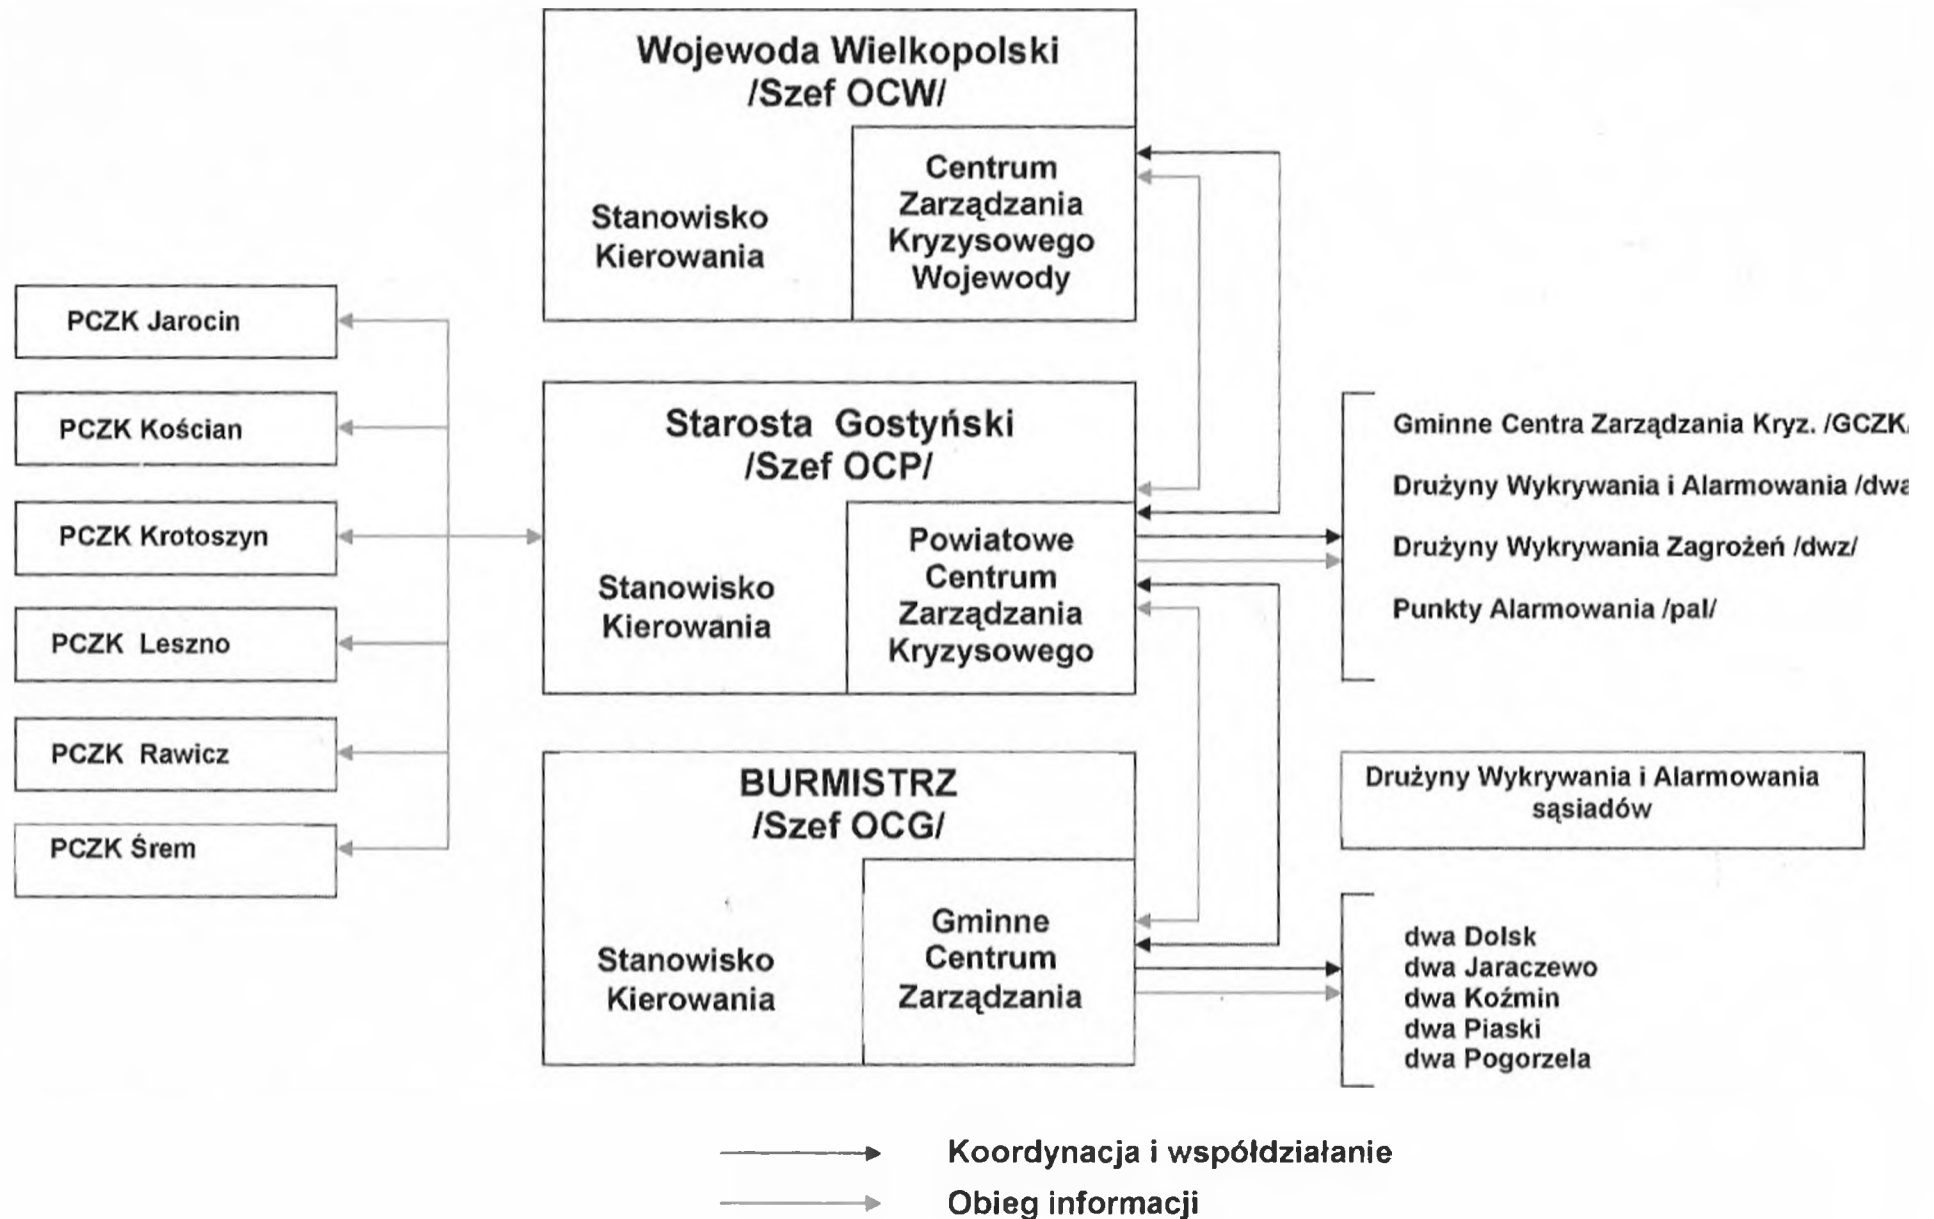 Wojewoda Wielkopolski
/Szef OCW/
Stanowisko
Kierowania
Centrum
Zarządzania
Kryzysowego
Wojewody
PCZK Jarocin
PCZK Kościan
PCZK Krotoszyn
PCZK Leszno
PCZK Rawicz
PCZK Śrem
Starosta Gostyński
/Szef OCP/
Stanowisko
Kierowania
Powiatowe
Centrum
Zarządzania
Kryzysowego
Gminne Centra Zarządzania Kryz. /GCZK
Drużyny Wykrywania i Alarmowania /dwa
Drużyny Wykrywania Zagrożeń /dwz/
Punkty Alarmowania /pal/
BURMISTRZ
/Szef OCG/
Stanowisko
Kierowania
Gminne
Centrum
Zarządzania
Drużyny Wykrywania i Alarmowania
sąsiadów
dwa Dolsk
dwa Jaraczewo
dwa Koźmin
dwa Piaski
dwa Pogorzela
Koordynacja i współdziałanie
Obieg informacji